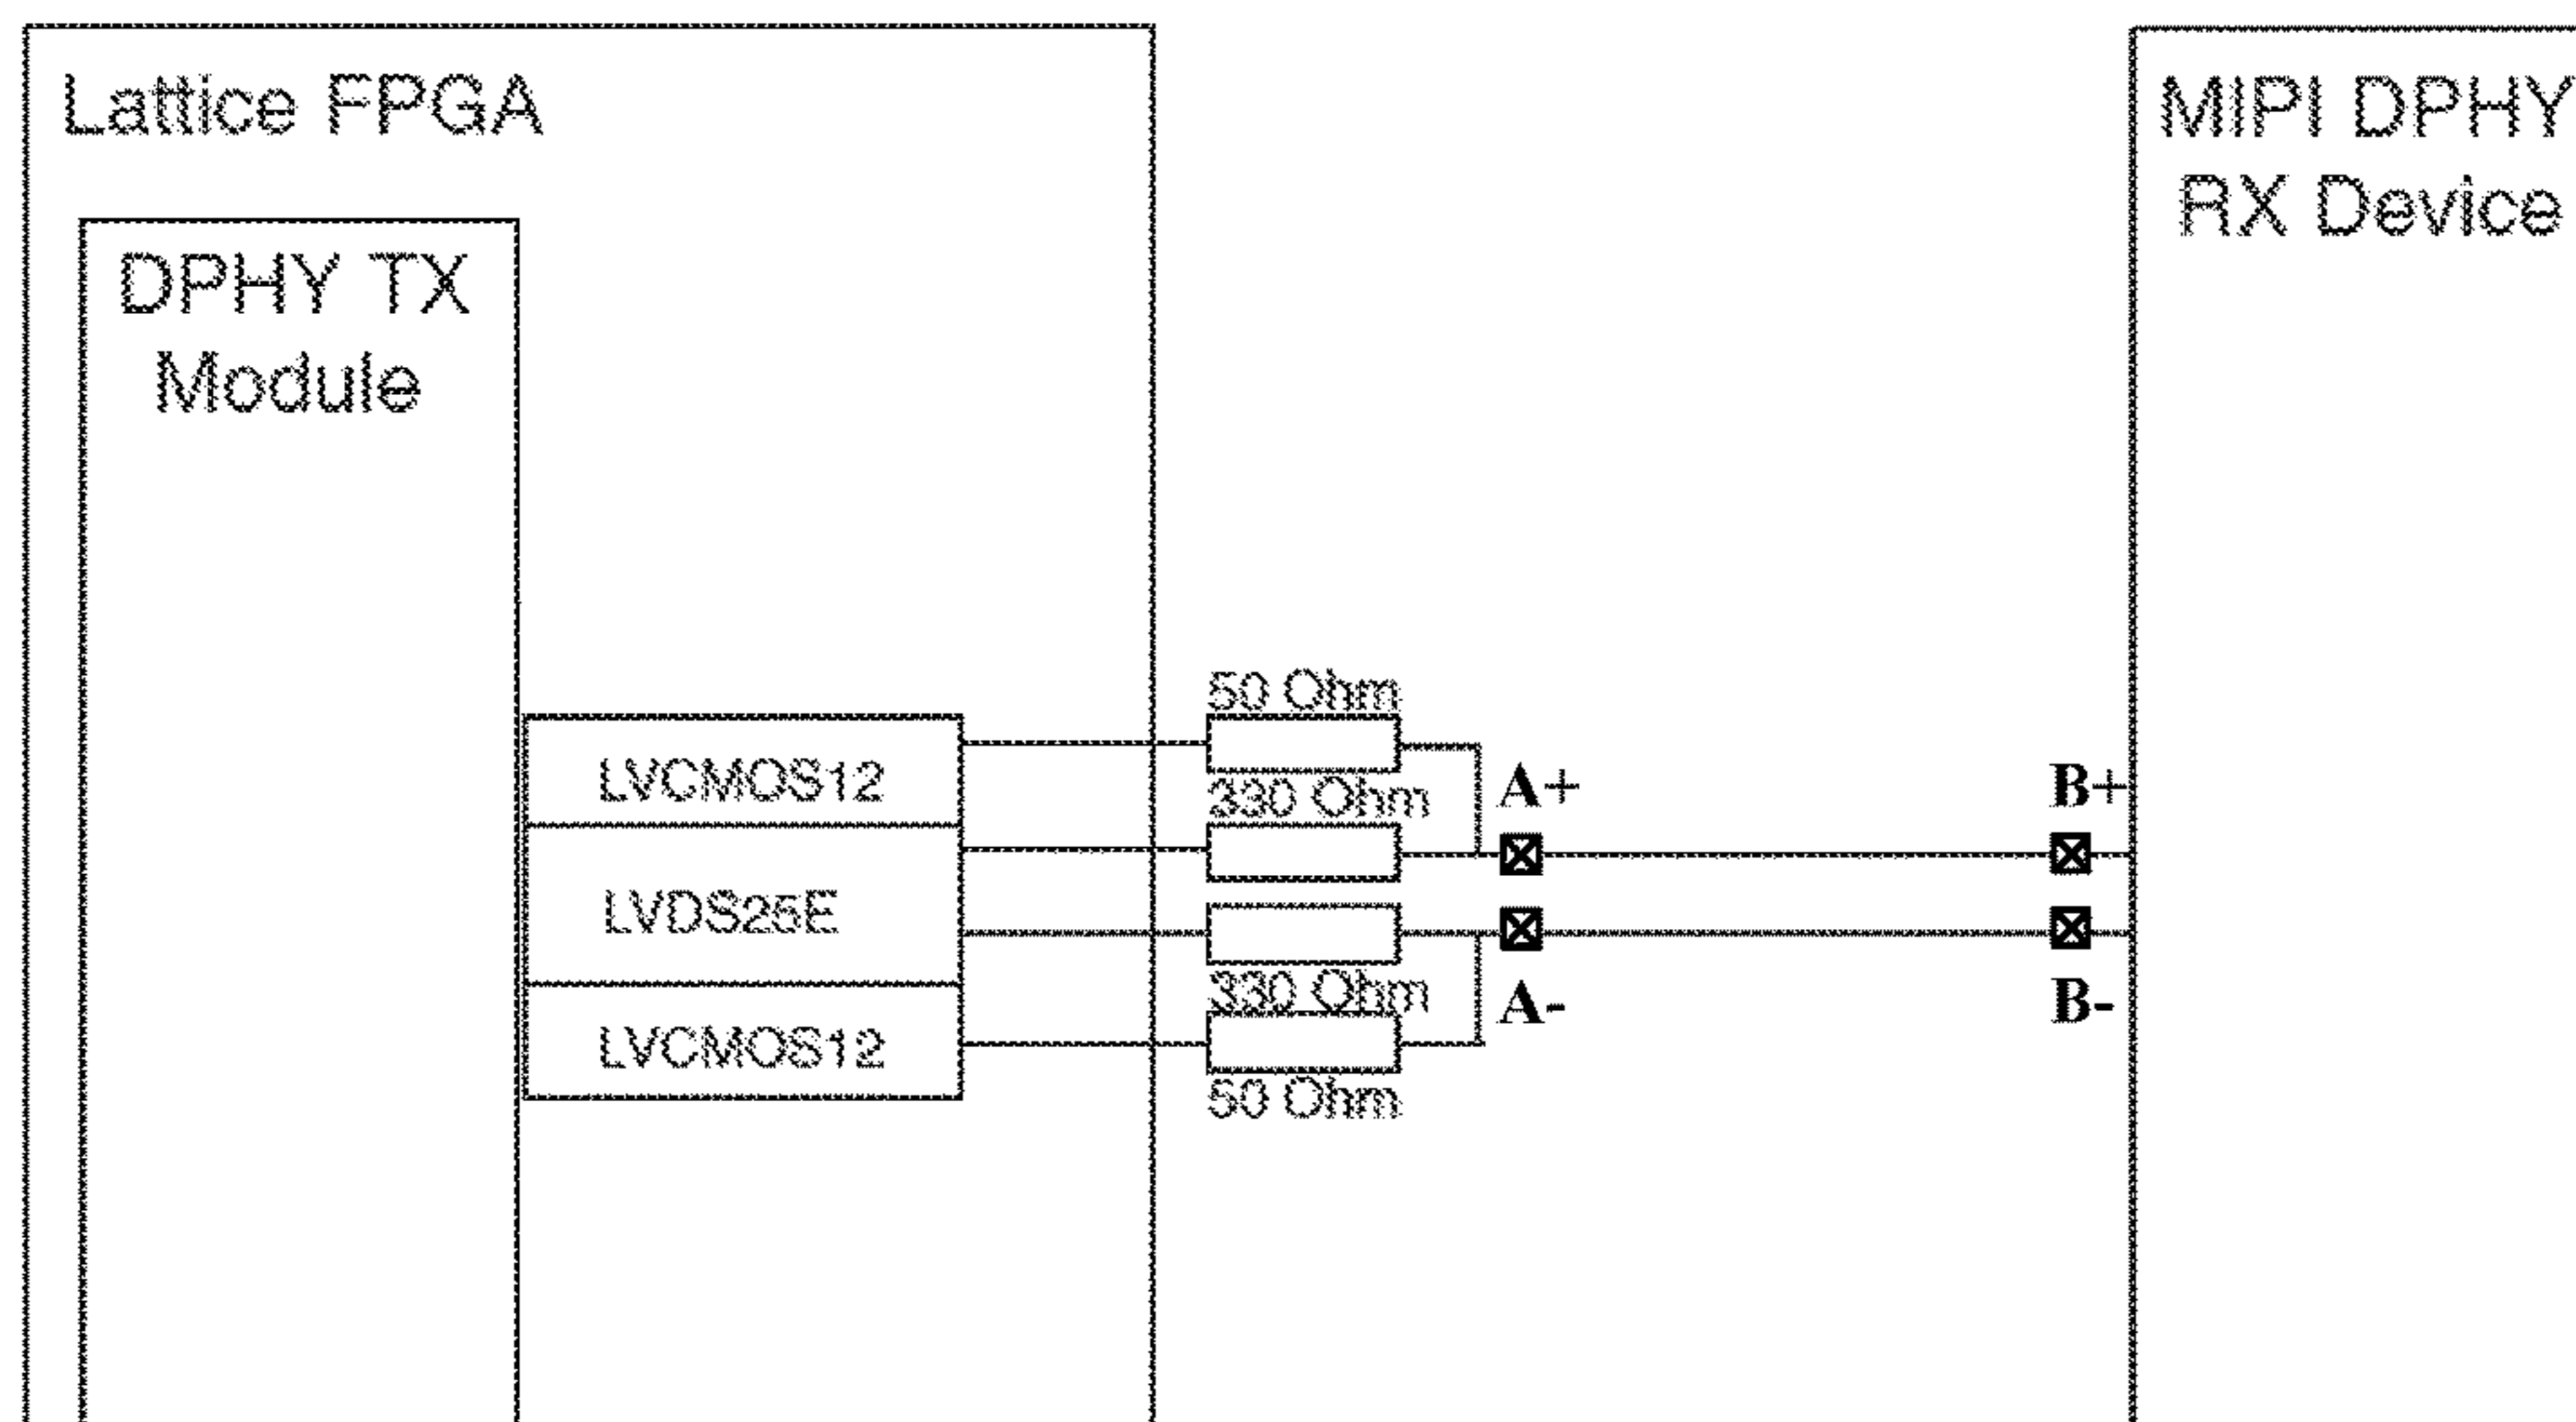 Lattice FPGA
MIPI DPHY
RX Device
DPHY TX
Module
50 Ohm
LVCMOS12
330 Ohm
A+
B+
LVDS25E
330 Ohm
A-
B-
LVCMOS12
50 Ohm